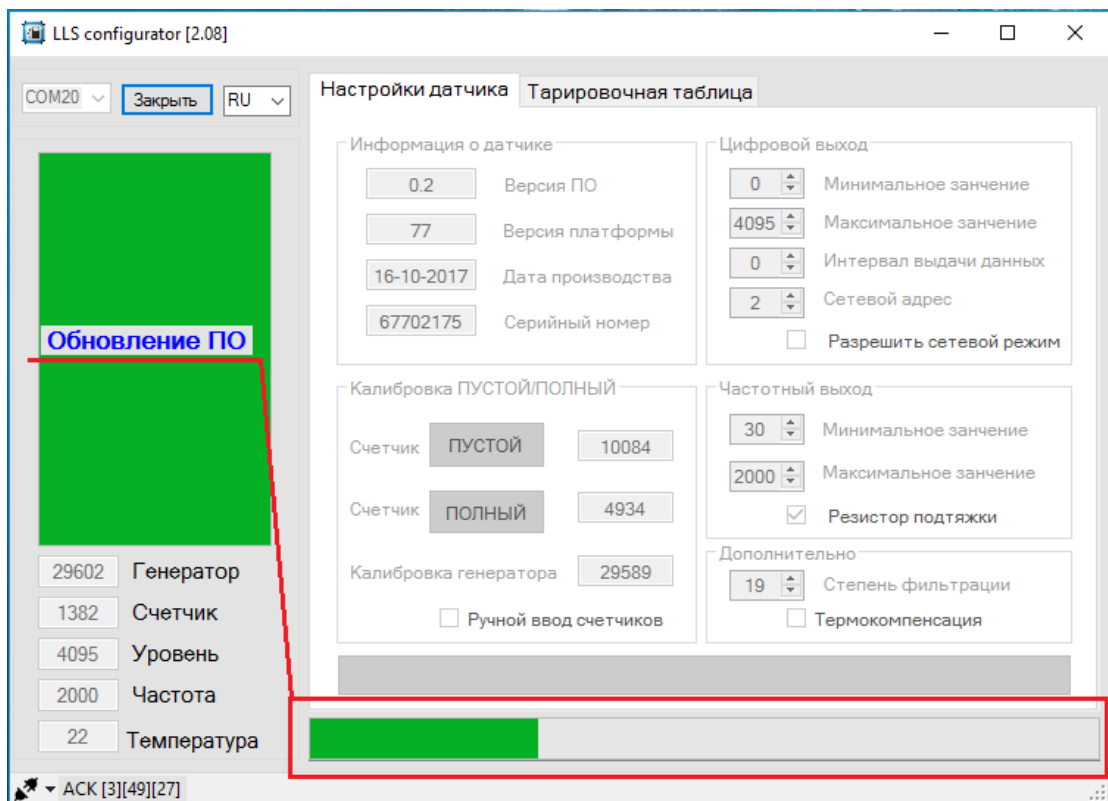 LLS configurator [2.08]
COM20
Закрыть
RU
Настройки датчика
Тарировочная таблица
Обновление ПО
29602 Генератор
1382 Счетчик
4095 Уровень
2000 Частота
22 Температура
Информация о датчике
0.2 Версия ПО
77 Версия платформы
16-10-2017 Дата производства
67702175 Серийный номер
Калибровка ПУСТОЙ/ПОЛНЫЙ
Счетчик ПУСТОЙ 10084
Счетчик ПОЛНЫЙ 4934
Калибровка генератора 29589
Ручной ввод счетчиков
Цифровой выход
0 Минимальное занчение
4095 Максимальное занчение
0 Интервал выдачи данных
2 Сетевой адрес
Разрешить сетевой режим
Частотный выход
30 Минимальное занчение
2000 Максимальное занчение
Резистор подтяжки
Дополнительно
19 Степень фильтрации
Термокомпенсация
ACK [3][49][27]